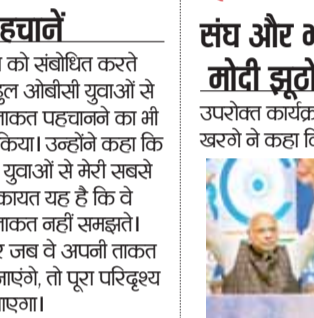 हचानें
को संबोधित करते
हुल ओबीसी युवाओं से
ताकत पहचानने का भी
किया। उन्होंने कहा कि
युवाओं से मेरी सबसे
कायत यह है कि वे
ताकत नहीं समझते।
र जब वे अपनी ताकत
जाएंगे, तो पूरा परिदृश्य
जाएगा।
संघ और भ
मोदी झूठो
उपरोक्त कार्यक्र
खरगे ने कहा कि